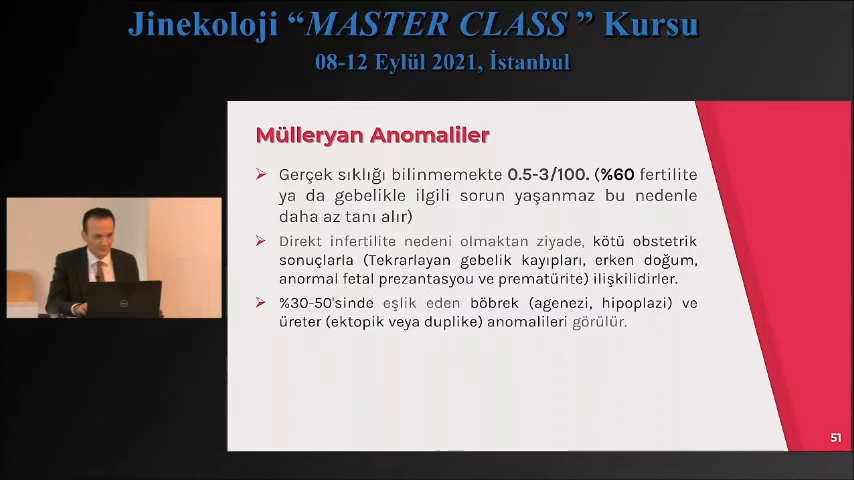 Jinekoloji “MASTER CLASS ” Kursu
08-12 Eylül 2021, İstanbul
Mülleryan Anomaliler
➢ Gerçek sıklığı bilinmemekte 0.5-3/100. (%60 fertilite
ya da gebelikle ilgili sorun yaşanmaz bu nedenle
daha az tanı alır)
➢ Direkt infertilite nedeni olmaktan ziyade, kötü obstetrik
sonuçlarla (Tekrarlayan gebelik kayıpları, erken doğum,
anormal fetal prezantasyou ve prematürite) ilişkilidirler.
➢ %30-50'sinde eşlik eden böbrek (agenezi, hipoplazi) ve
üreter (ektopik veya duplike) anomalileri görülür.
51